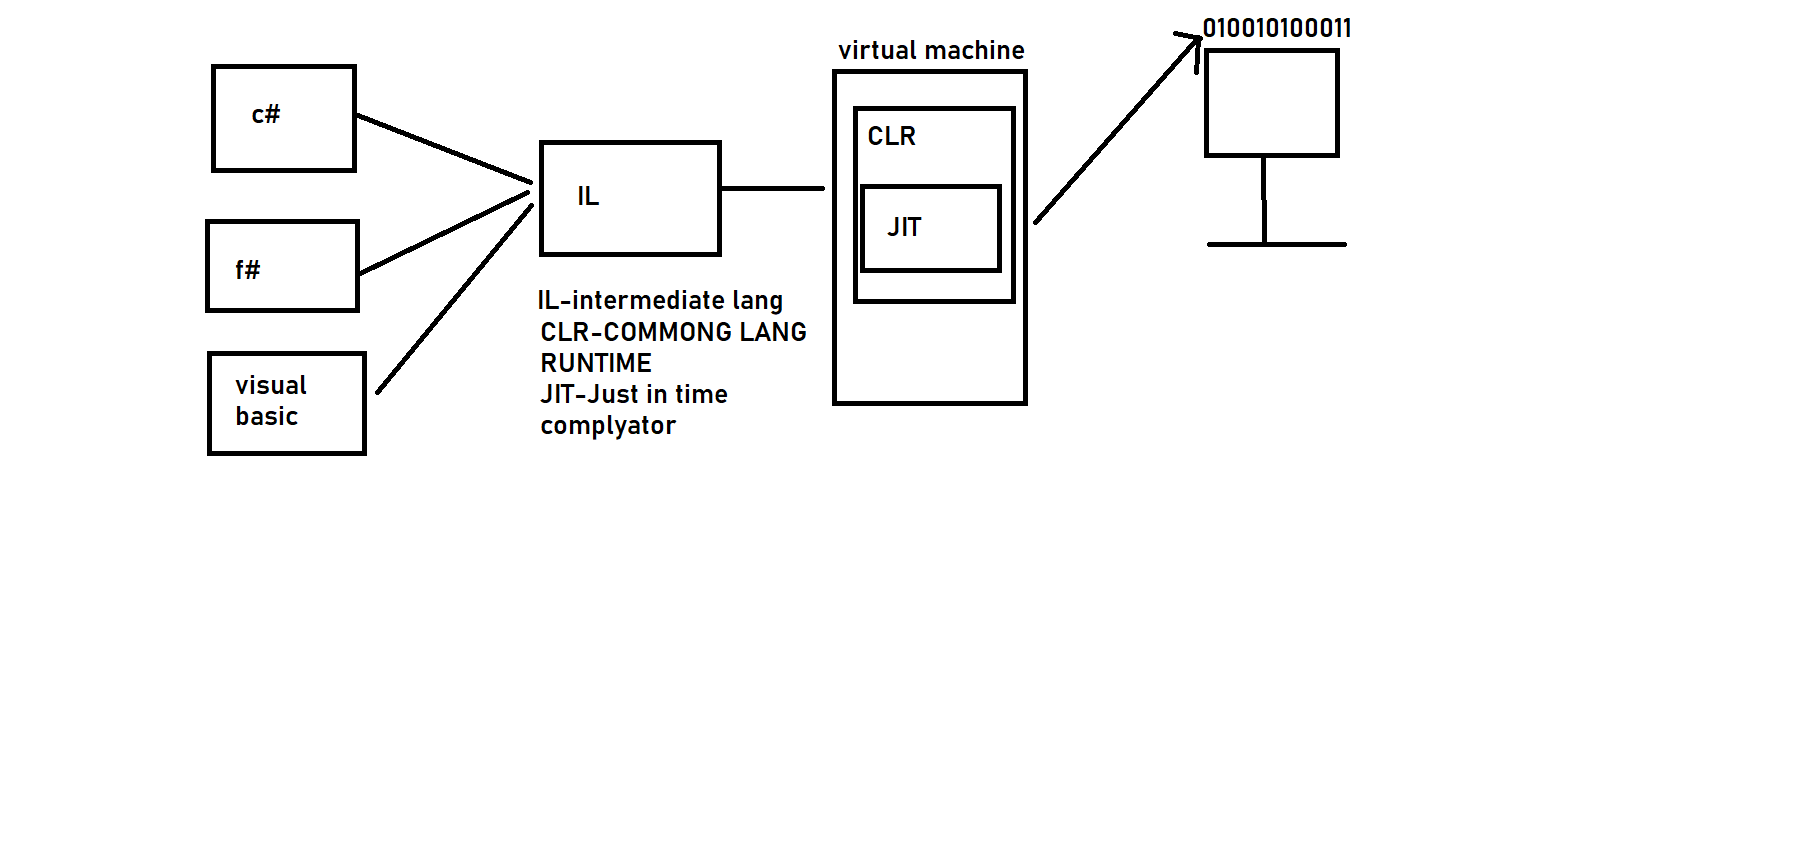 c#
f#
visual
basic
IL
IL-intermediate lang
CLR-COMMONG LANG
RUNTIME
JIT-Just in time
complyator
virtual machine
CLR
JIT
010010100011